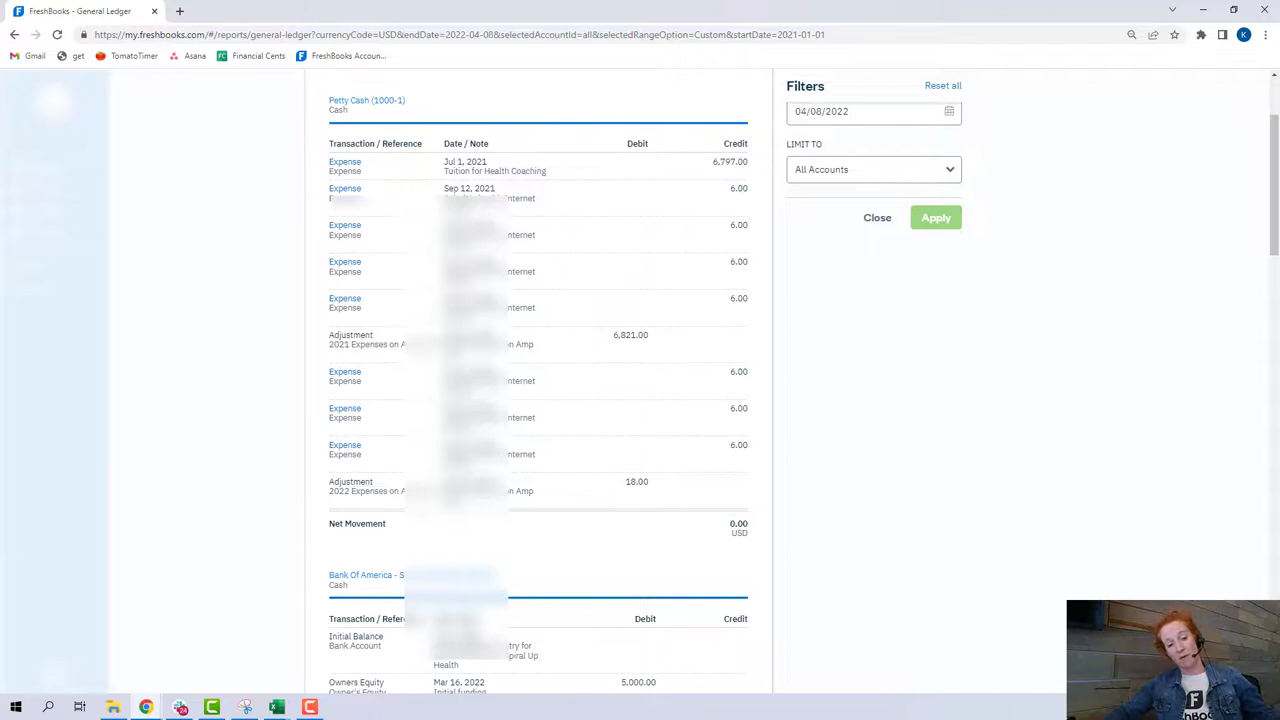 FreshBooks - General Ledger
https://my.freshbooks.com/#/reports/general-ledger?currencyCode=USD&endDate=2022-04-08&selectedAccountId=all&selectedRangeOption=Custom&startDate=2021-01-01
K
Gmail get TomatoTimer Asana Financial Cents FreshBooks Accoun...
Petty Cash (1000-1)
Cash
Transaction / Reference Date / Note Debit Credit
Expense Jul 1, 2021 6,797.00
Expense Tuition for Health Coaching
Expense Sep 12, 2021 6.00
nternet
Expense 6.00
Expense nternet
Expense 6.00
Expense nternet
Expense 6.00
Expense nternet
Adjustment 6,821.00
2021 Expenses on on Amp
Expense 6.00
Expense nternet
Expense 6.00
Expense nternet
Expense 6.00
Expense nternet
Adjustment 18.00
2022 Expenses on on Amp
Net Movement 0.00
USD
Bank Of America - S
Cash
Transaction / Refere Debit Credit
Initial Balance
Bank Account try for
piral Up
Health
Owners Equity Mar 16, 2022 5,000.00
Owner's Equity Initial funding
Filters Reset all
04/08/2022
LIMIT TO
All Accounts
Close Apply